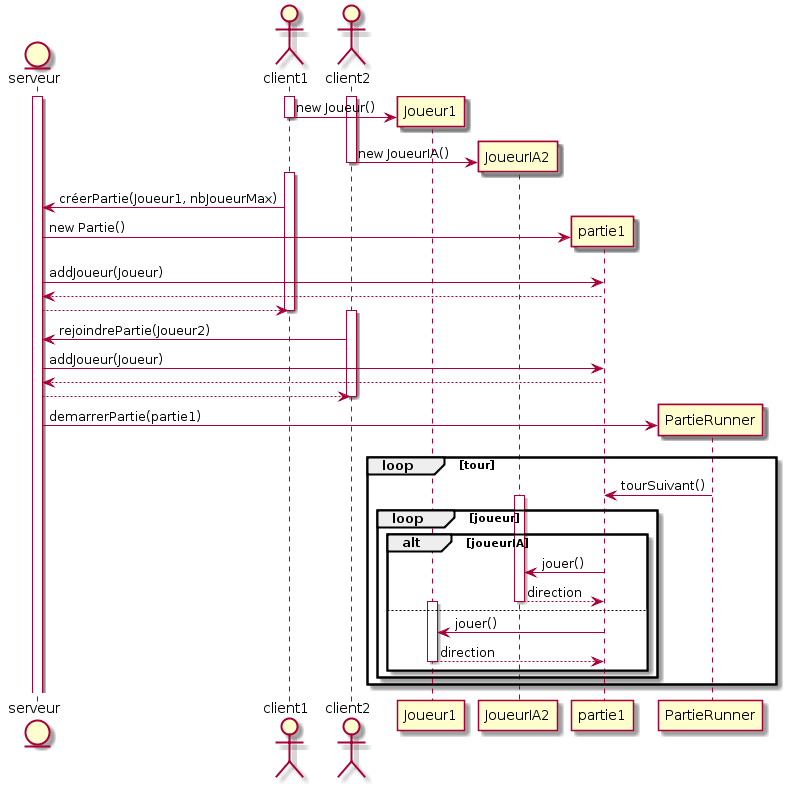 serveur
client1
client2
new Joueur()
Joueur1
new JoueurIA()
JoueurIA2
créerPartie(Joueur1, nbJoueurMax)
new Partie()
partie1
addJoueur(Joueur)
rejoindrePartie(Joueur2)
addJoueur(Joueur)
demarrerPartie(partie1)
PartieRunner
loop [tour]
tourSuivant()
loop [joueur]
alt [joueurIA]
jouer()
direction
jouer()
direction
serveur
client1
client2
Joueur1
JoueurIA2
partie1
PartieRunner